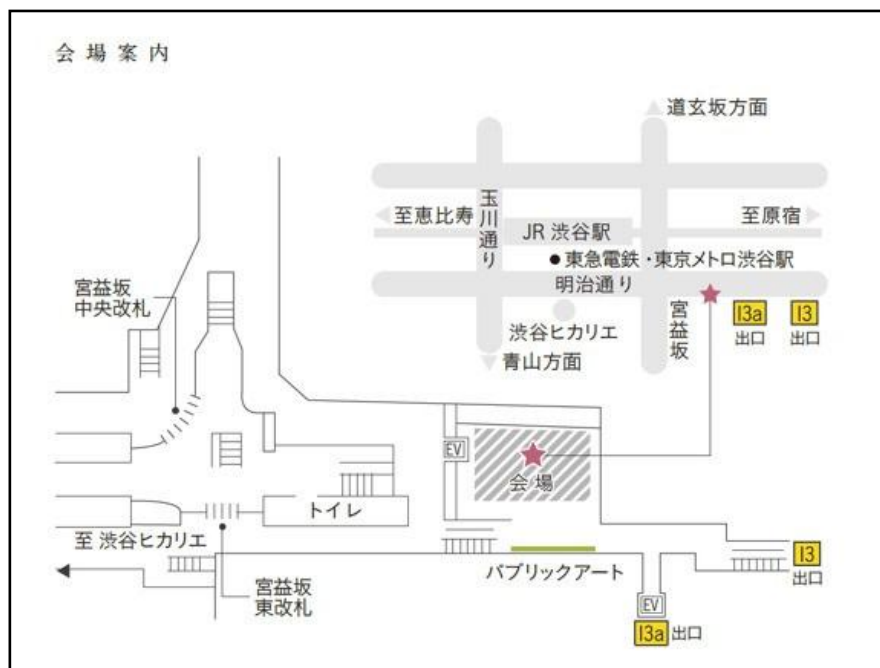 会場案内
道玄坂方面
玉川通り
至恵比寿
至原宿
JR 渋谷駅
●東急電鉄・東京メトロ渋谷駅
明治通り
宮益坂
中央改札
渋谷ヒカリエ
宮益坂
13a
出口
13
出口
青山方面
EV
会場
トイレ
至 渋谷ヒカリエ
パブリックアート
13
出口
宮益坂
東改札
EV
13a 出口